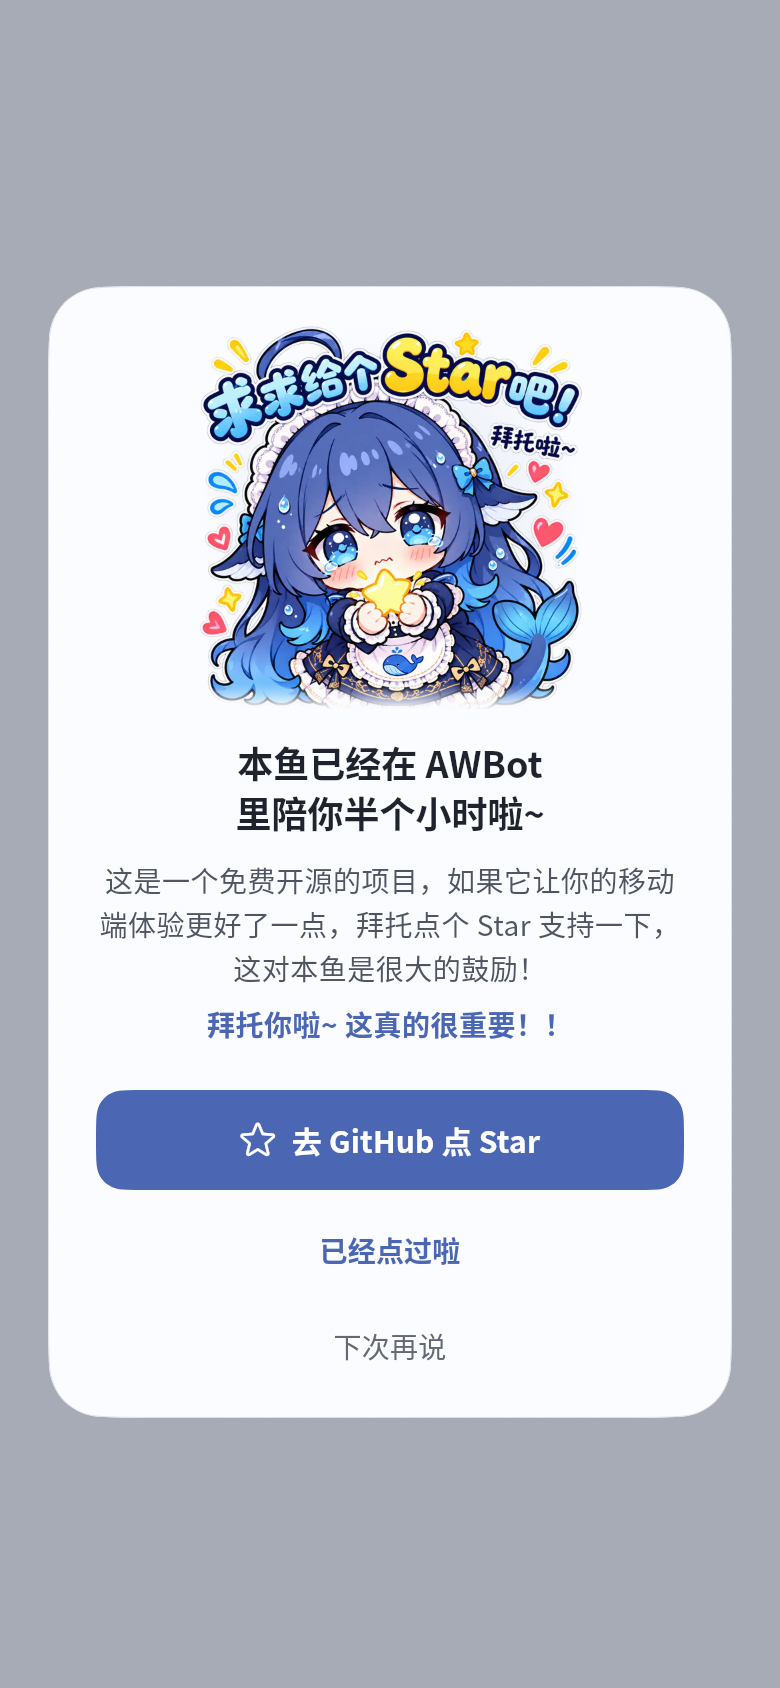 求求给个Star吧!
拜托啦~
本鱼已经在 AWBot
里陪你半个小时啦~
这是一个免费开源的项目，如果它让你的移动
端体验更好了一点，拜托点个 Star 支持一下，
这对本鱼是很大的鼓励！
拜托你啦~ 这真的很重要！！
去 GitHub 点 Star
已经点过啦
下次再说